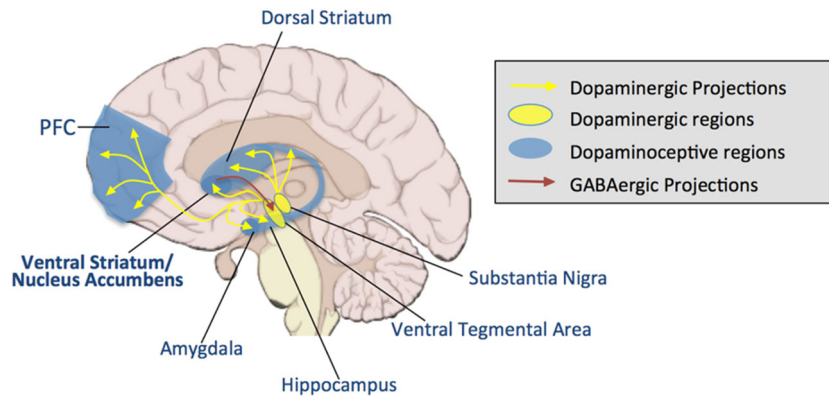 Dorsal Striatum
PFC
Ventral Striatum/
Nucleus Accumbens
Amygdala
Hippocampus
Ventral Tegmental Area
Substantia Nigra
Dopaminergic Projections
Dopaminergic regions
Dopaminoceptive regions
GABAergic Projections